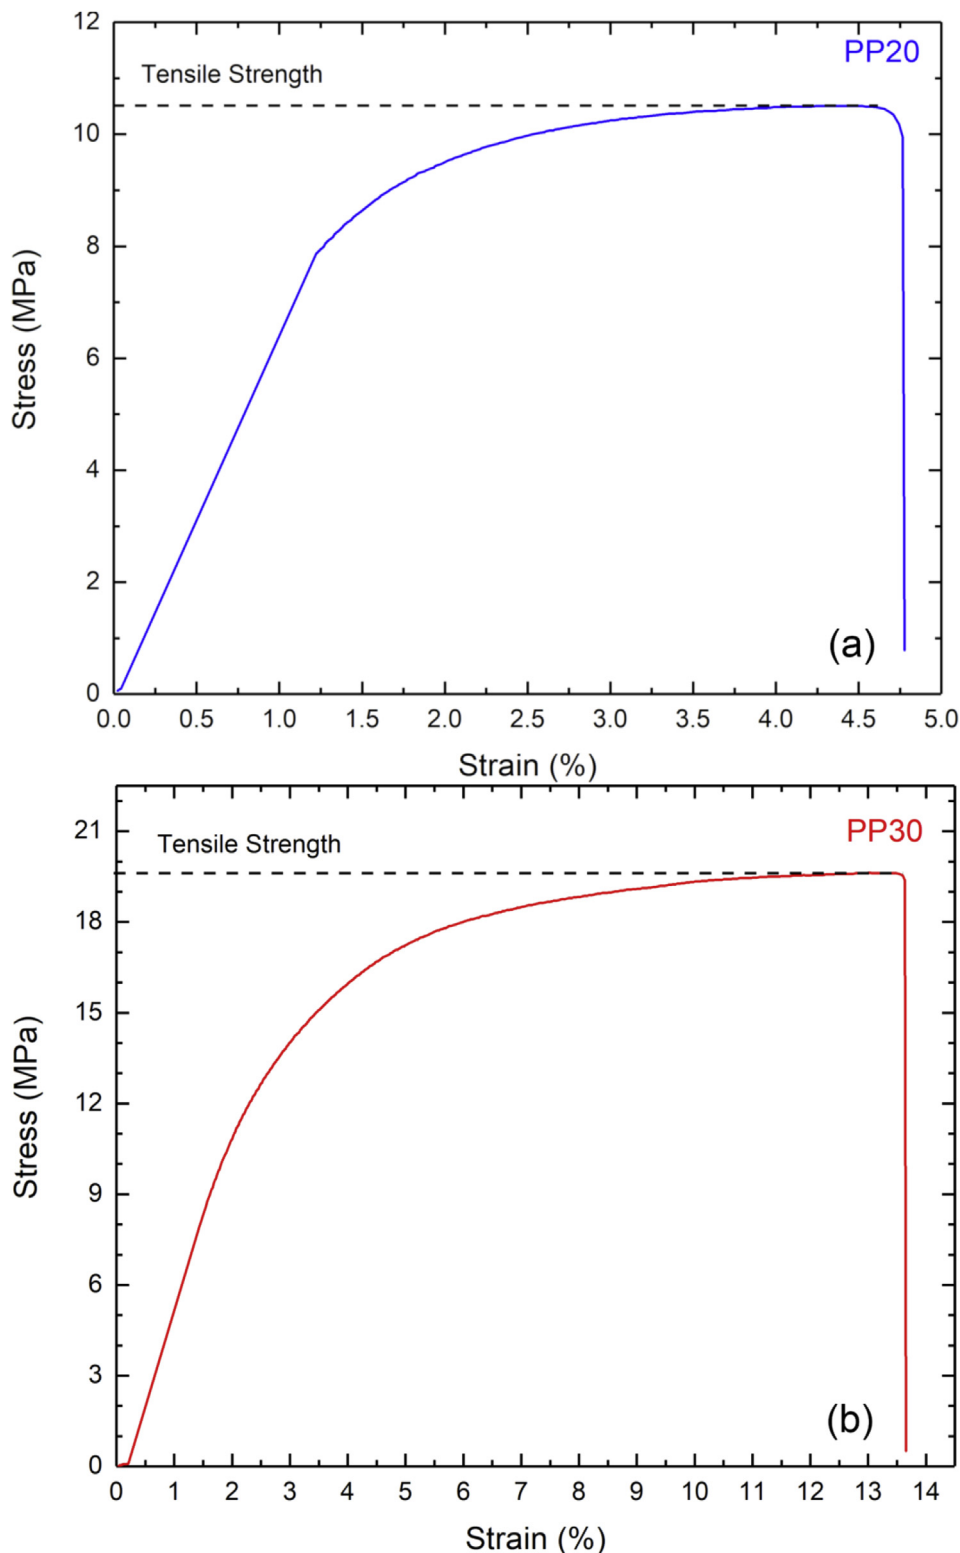 12
PP20
Tensile Strength
10
8
Stress (MPa)
6
4
2
(a)
0
0.0 0.5 1.0 1.5 2.0 2.5 3.0 3.5 4.0 4.5 5.0
Strain (%)
21
PP30
Tensile Strength
18
15
Stress (MPa)
12
9
6
3
(b)
0
0 1 2 3 4 5 6 7 8 9 10 11 12 13 14
Strain (%)